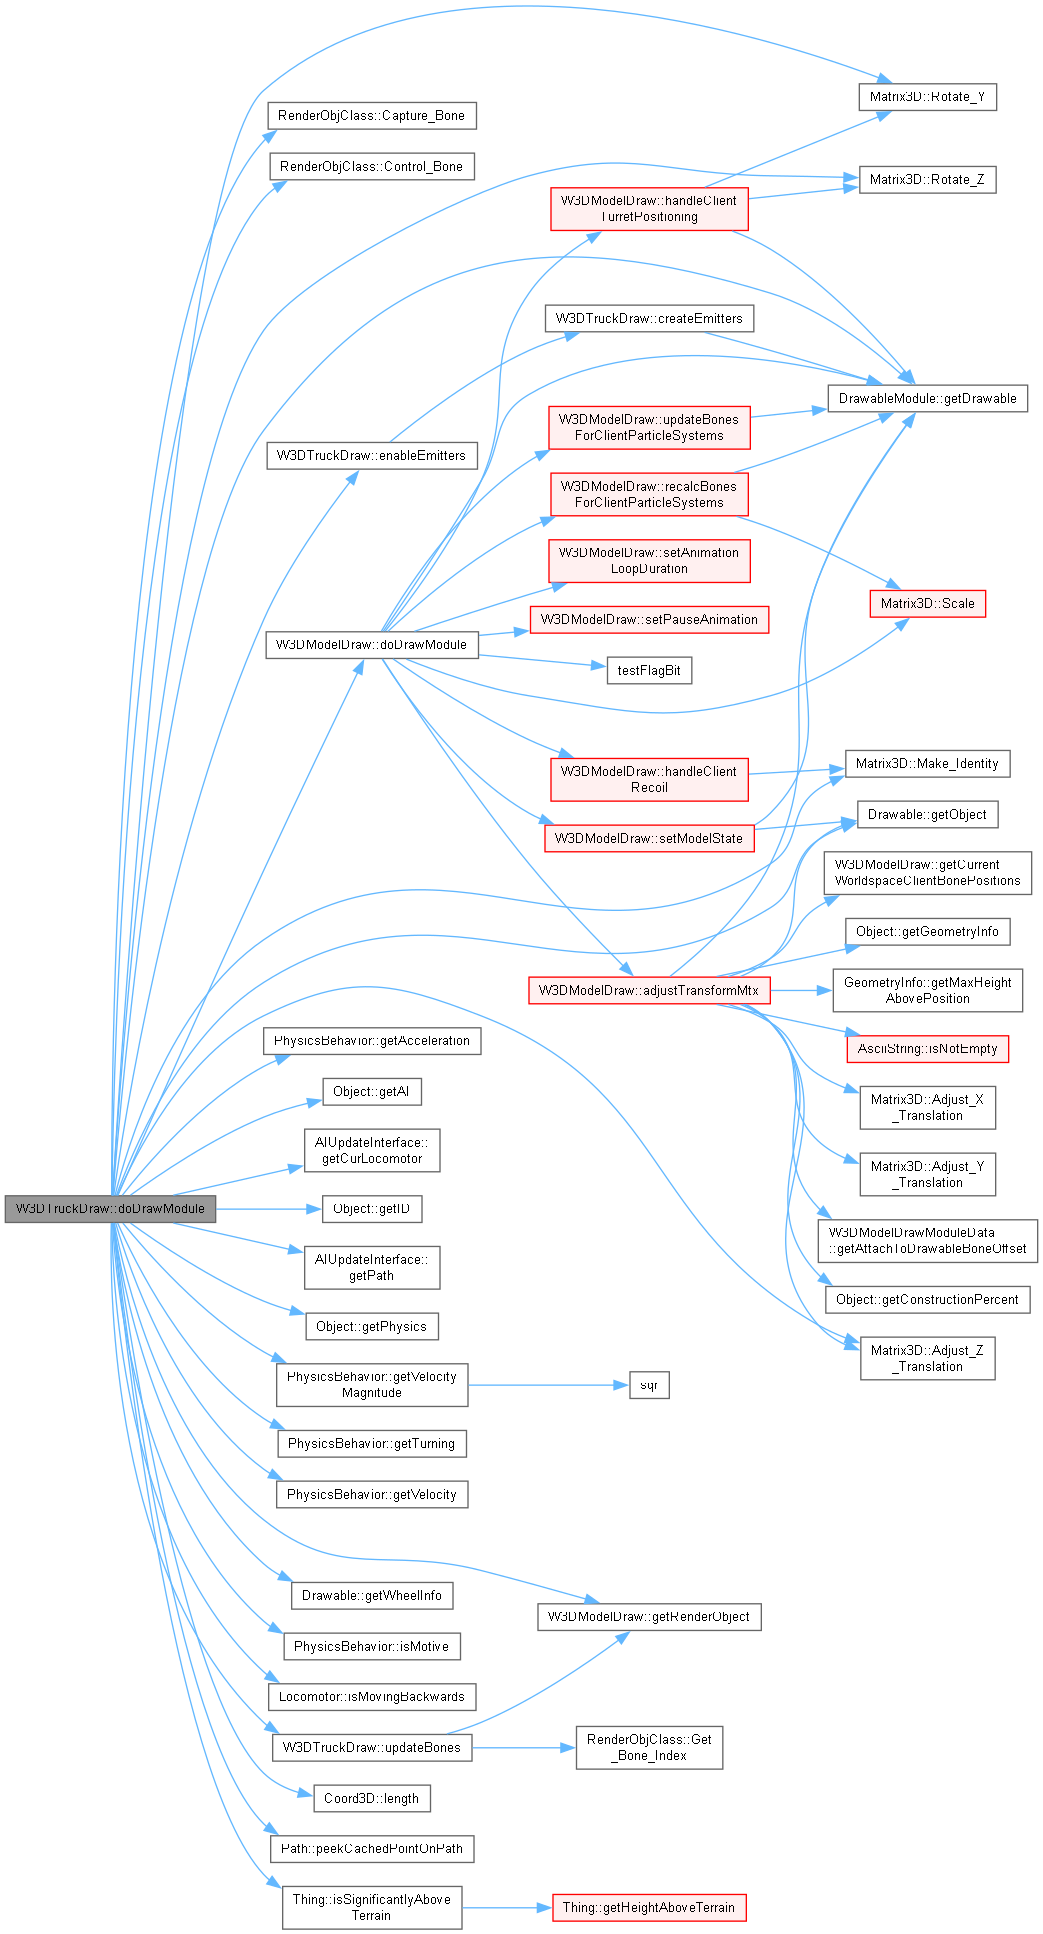 Matrix3D::Rotate_Y
RenderObjClass::Capture_Bone
RenderObjClass::Control_Bone
Matrix3D::Rotate_Z
W3DModelDraw::handleClient
TurretPositioning
W3DTruckDraw::createEmitters
DrawableModule::getDrawable
W3DModelDraw::updateBones
ForClientParticleSystems
W3DTruckDraw::enableEmitters
W3DModelDraw::recalcBones
ForClientParticleSystems
W3DModelDraw::setAnimation
LoopDuration
Matrix3D::Scale
W3DModelDraw::setPauseAnimation
W3DModelDraw::doDrawModule
testFlagBit
Matrix3D::Make_Identity
W3DModelDraw::handleClient
Recoil
Drawable::getObject
W3DModelDraw::setModelState
W3DModelDraw::getCurrent
WorldspaceClientBonePositions
Object::getGeometryInfo
W3DModelDraw::adjustTransformMtx
GeometryInfo::getMaxHeight
AbovePosition
PhysicsBehavior::getAcceleration
AsciiString::isNotEmpty
Object::getAI
Matrix3D::Adjust_X
_Translation
AIUpdateInterface::
getCurLocomotor
Matrix3D::Adjust_Y
_Translation
W3DTruckDraw::doDrawModule
Object::getID
W3DModelDrawModuleData
::getAttachToDrawableBoneOffset
AIUpdateInterface::
getPath
Object::getConstructionPercent
Object::getPhysics
Matrix3D::Adjust_Z
_Translation
PhysicsBehavior::getVelocity
Magnitude
sqr
PhysicsBehavior::getTurning
PhysicsBehavior::getVelocity
Drawable::getWheelInfo
W3DModelDraw::getRenderObject
PhysicsBehavior::isMotive
Locomotor::isMovingBackwards
W3DTruckDraw::updateBones
RenderObjClass::Get
_Bone_Index
Coord3D::length
Path::peekCachedPointOnPath
Thing::isSignificantlyAbove
Terrain
Thing::getHeightAboveTerrain